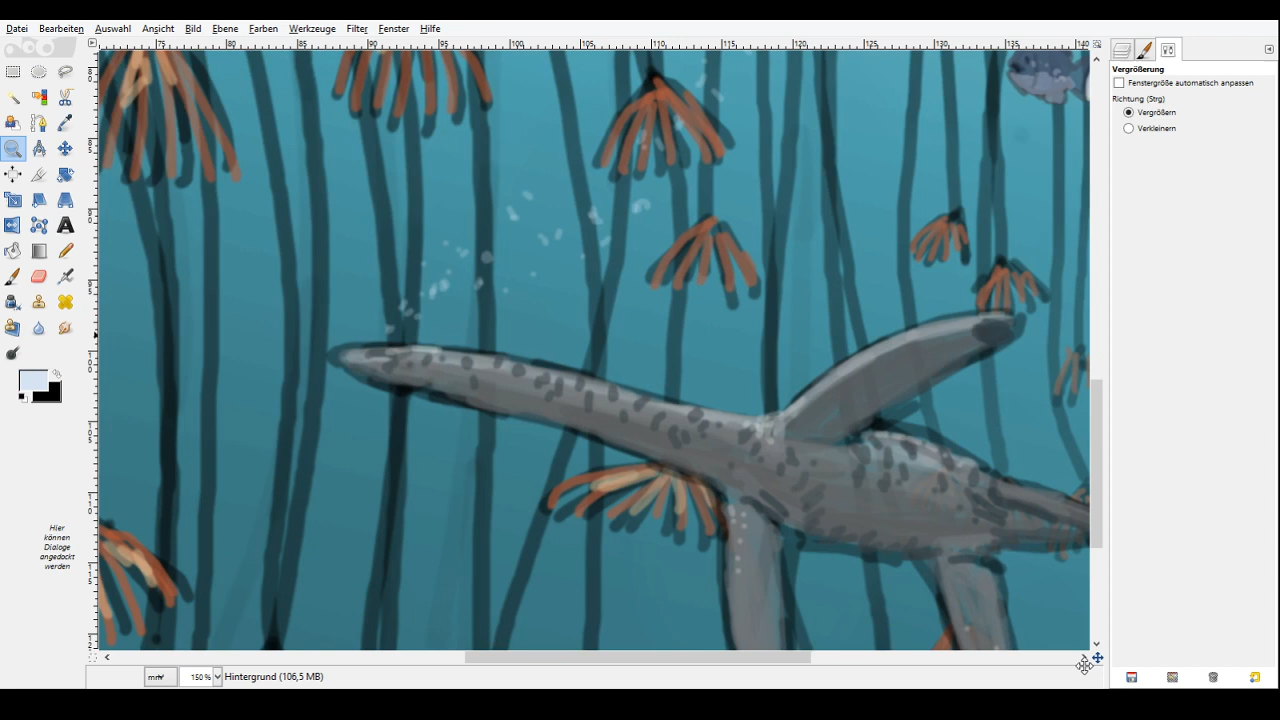 Datei Bearbeiten Auswahl Ansicht Bild Ebene Farben Werkzeuge Filter Fenster Hilfe
75 80 85 90 95 100 105 110 115 120 125 130 135 140
Vergrößerung
Fenstergröße automatisch anpassen
Richtung (Strg)
Vergrößern
Verkleinern
Hier
können
Dialoge
angedockt
werden
150 % Hintergrund (106,5 MB)